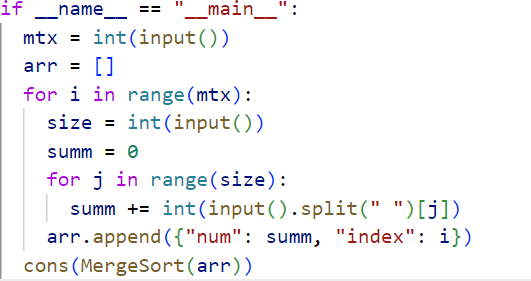 if __name__ == "__main__":
  mtx = int(input())
  arr = []
  for i in range(mtx):
    size = int(input())
    summ = 0
    for j in range(size):
      summ += int(input().split(" ")[j])
    arr.append({"num": summ, "index": i})
  cons(MergeSort(arr))